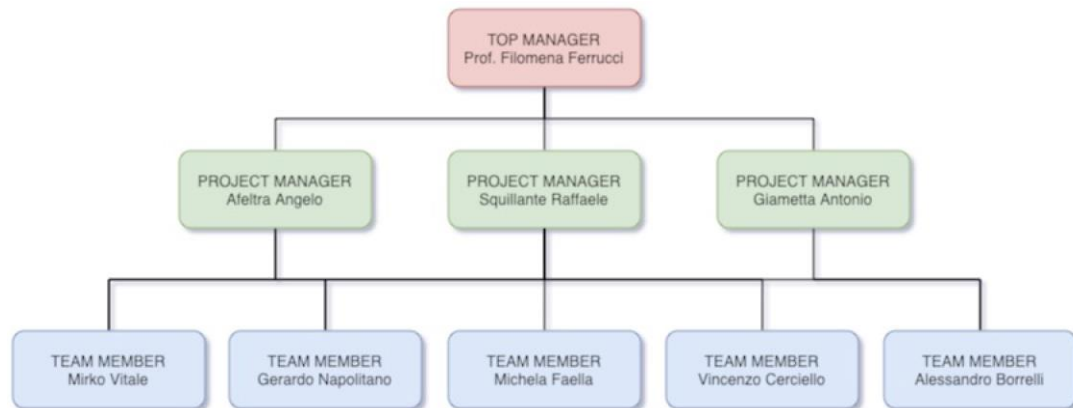 TOP MANAGER
Prof. Filomena Ferrucci
PROJECT MANAGER
Afeltra Angelo
PROJECT MANAGER
Squillante Raffaele
PROJECT MANAGER
Giametta Antonio
TEAM MEMBER
Mirko Vitale
TEAM MEMBER
Gerardo Napolitano
TEAM MEMBER
Michela Faella
TEAM MEMBER
Vincenzo Cerciello
TEAM MEMBER
Alessandro Borrelli